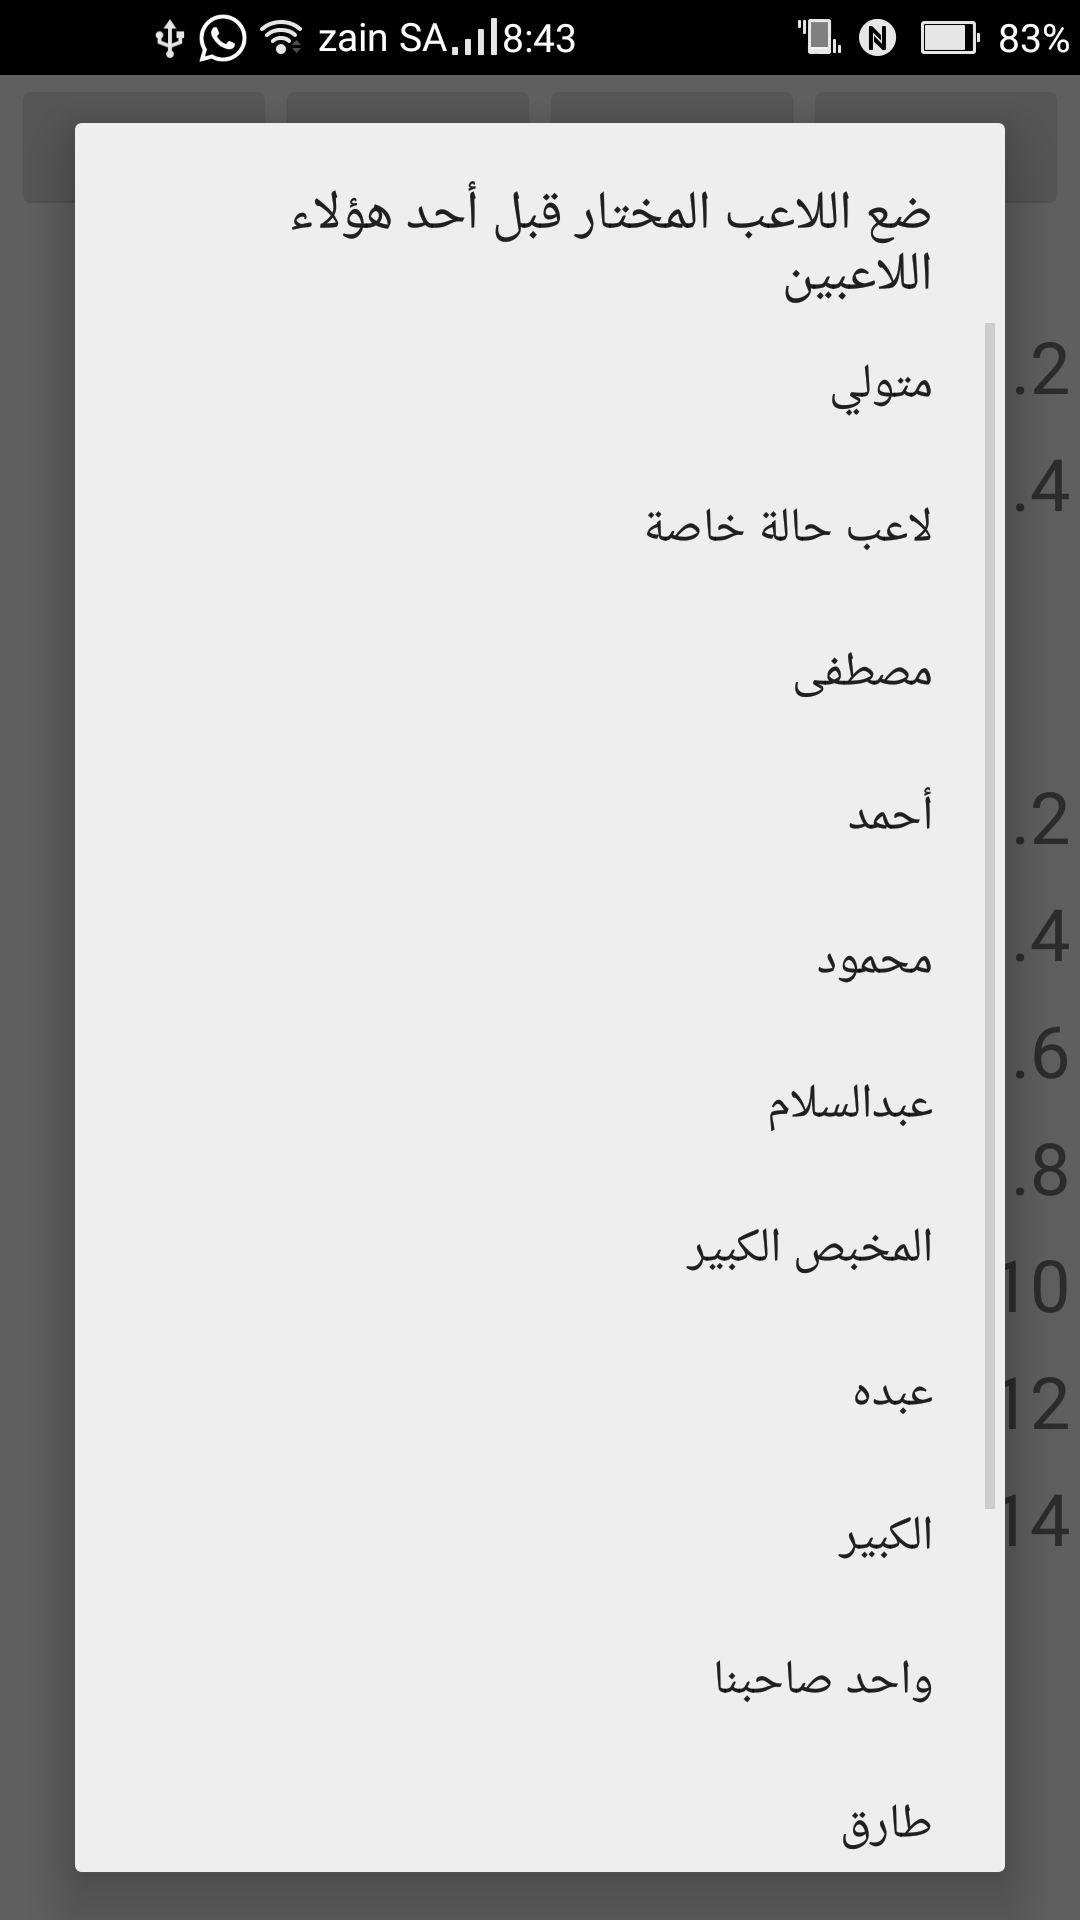 zain SA 8:43 83%
ضع اللاعب المختار قبل أحد هؤلاء
اللاعبين
متولي
لاعب حالة خاصة
مصطفى
أحمد
محمود
عبدالسلام
المخبص الكبير
عبده
الكبير
واحد صاحبنا
طارق
.2
.4
.2
.4
.6
.8
10
12
14